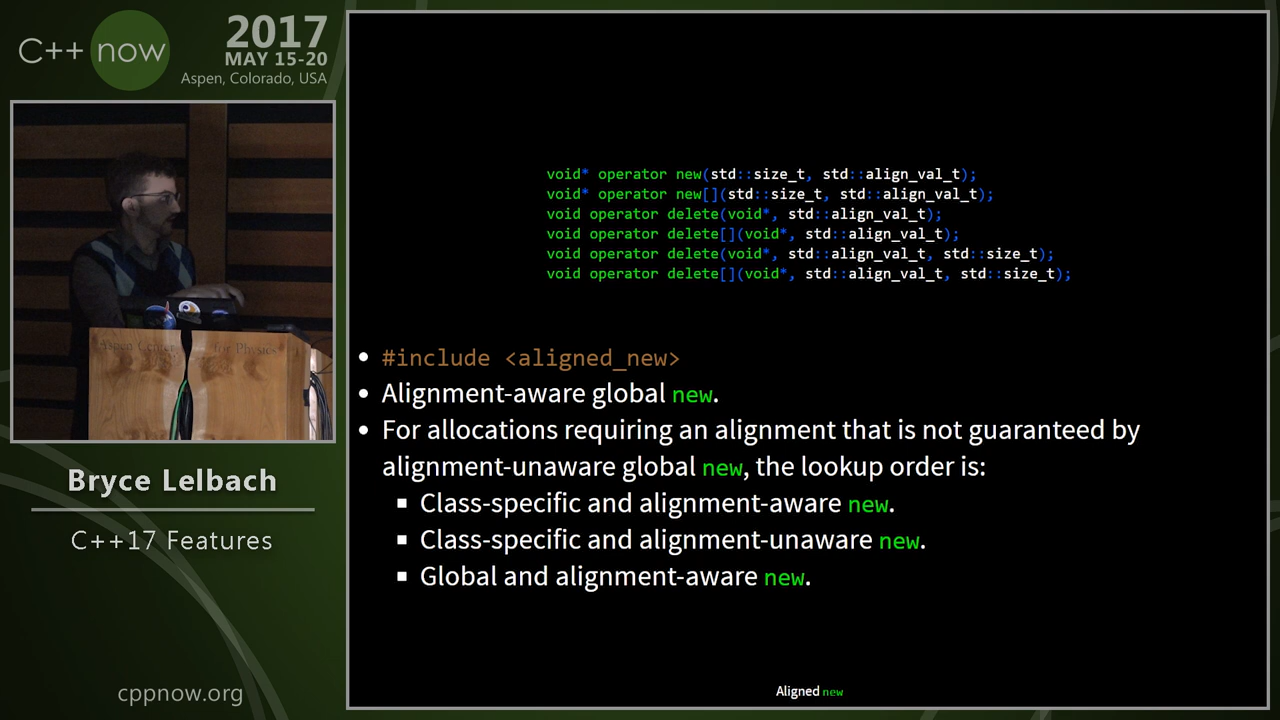 C++ now
2017
MAY 15-20
Aspen, Colorado, USA
Aspen Center for Physics
Bryce Lelbach
C++17 Features
cppnow.org
void* operator new(std::size_t, std::align_val_t);
void* operator new[](std::size_t, std::align_val_t);
void operator delete(void*, std::align_val_t);
void operator delete[](void*, std::align_val_t);
void operator delete(void*, std::align_val_t, std::size_t);
void operator delete[](void*, std::align_val_t, std::size_t);
• #include <aligned_new>
• Alignment-aware global new.
• For allocations requiring an alignment that is not guaranteed by
alignment-unaware global new, the lookup order is:
▪ Class-specific and alignment-aware new.
▪ Class-specific and alignment-unaware new.
▪ Global and alignment-aware new.
Aligned new